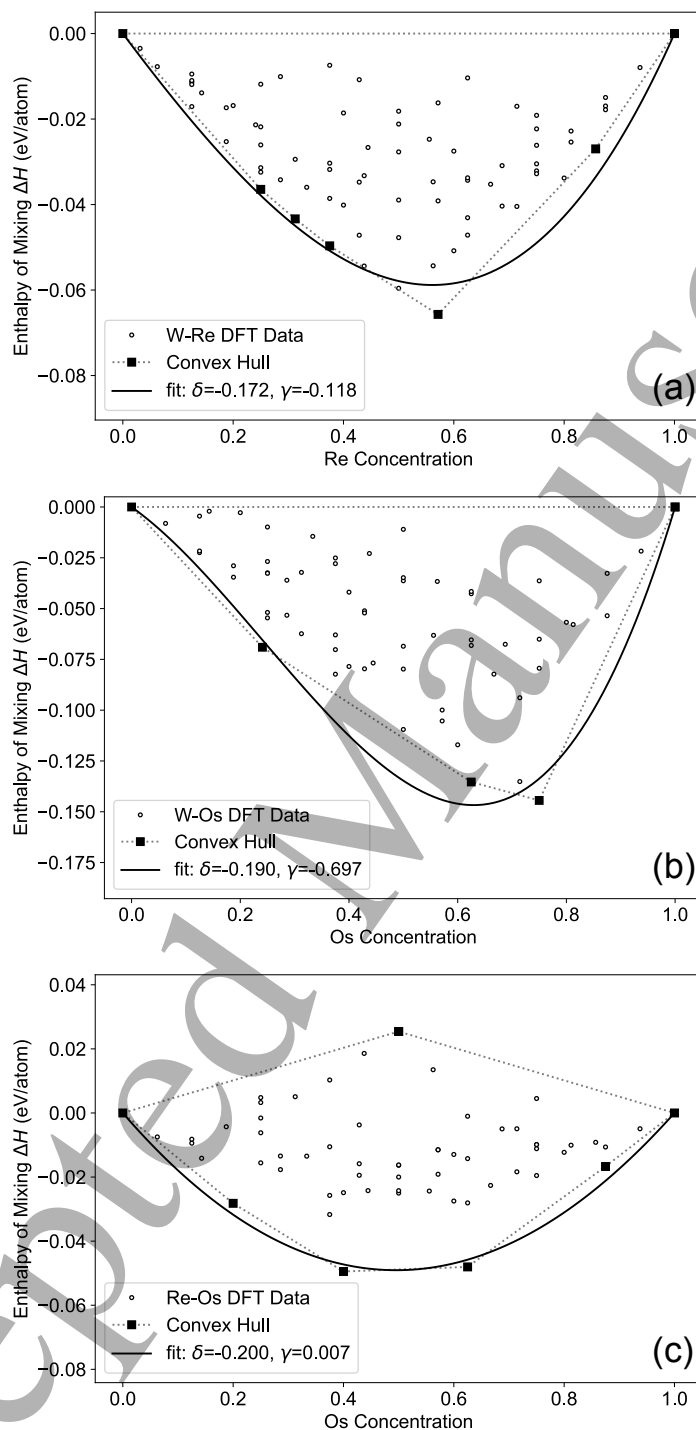 0.00
−0.02
−0.04
−0.06
−0.08
Enthalpy of Mixing ΔH (eV/atom)
W-Re DFT Data
Convex Hull
fit: δ=-0.172, γ=-0.118
(a)
0.0 0.2 0.4 0.6 0.8 1.0
Re Concentration
0.000
−0.025
−0.050
−0.075
−0.100
−0.125
−0.150
−0.175
Enthalpy of Mixing ΔH (eV/atom)
W-Os DFT Data
Convex Hull
fit: δ=-0.190, γ=-0.697
(b)
0.0 0.2 0.4 0.6 0.8 1.0
Os Concentration
0.04
0.02
0.00
−0.02
−0.04
−0.06
−0.08
Enthalpy of Mixing ΔH (eV/atom)
Re-Os DFT Data
Convex Hull
fit: δ=-0.200, γ=0.007
(c)
0.0 0.2 0.4 0.6 0.8 1.0
Os Concentration
epted Manus